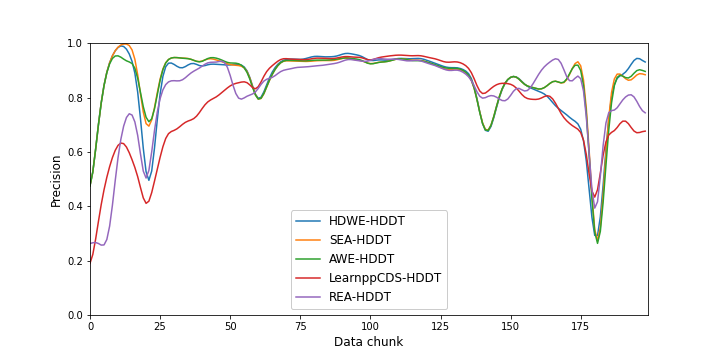 1.0
0.8
0.6
0.4
0.2
0.0
Precision
HDWE-HDDT
SEA-HDDT
AWE-HDDT
LearnppCDS-HDDT
REA-HDDT
0 25 50 75 100 125 150 175
Data chunk